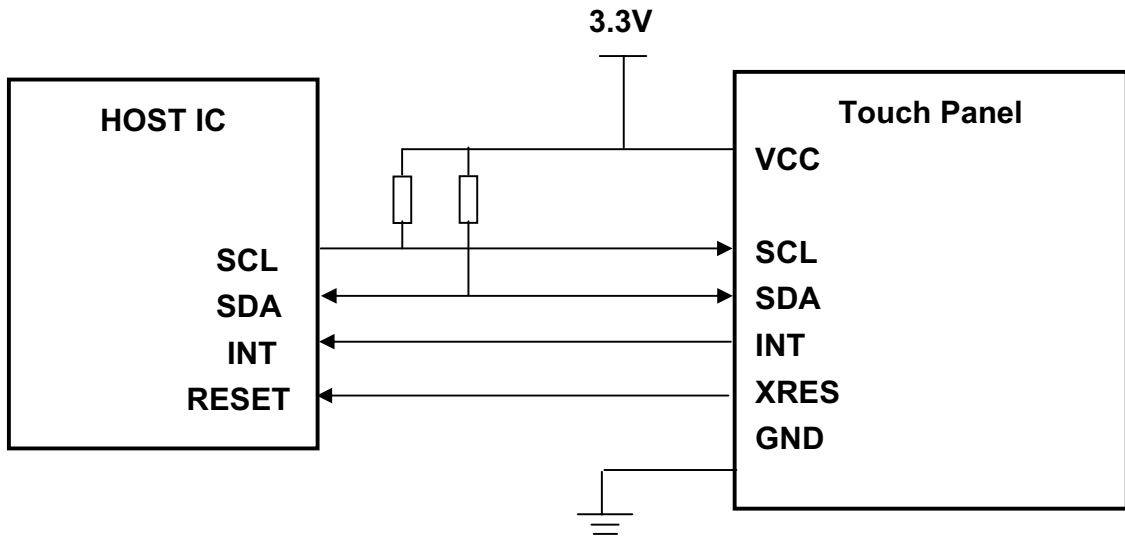 3.3V
HOST IC
SCL
SDA
INT
RESET
Touch Panel
VCC
SCL
SDA
INT
XRES
GND